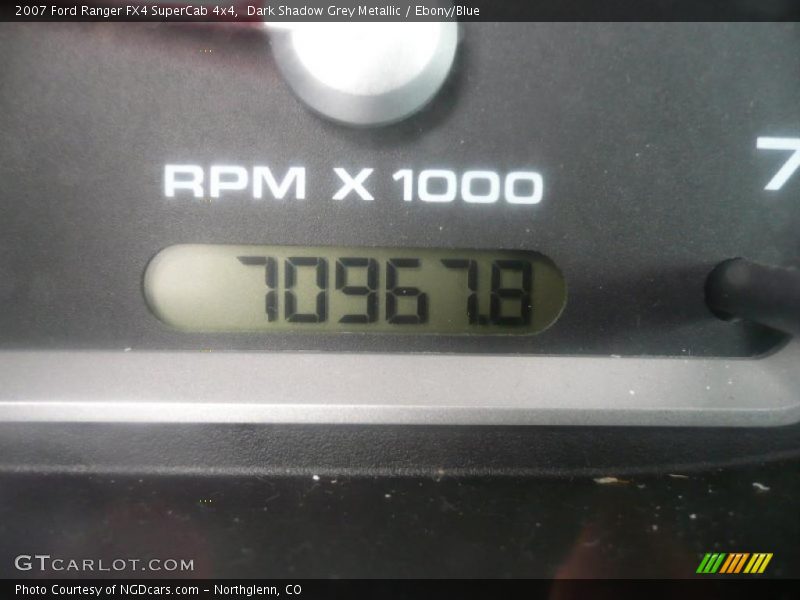 2007 Ford Ranger FX4 SuperCab 4x4,  Dark Shadow Grey Metallic / Ebony/Blue
RPM X 1000
7
70967.8
GTCARLOT.COM
Photo Courtesy of NGDcars.com – Northglenn, CO